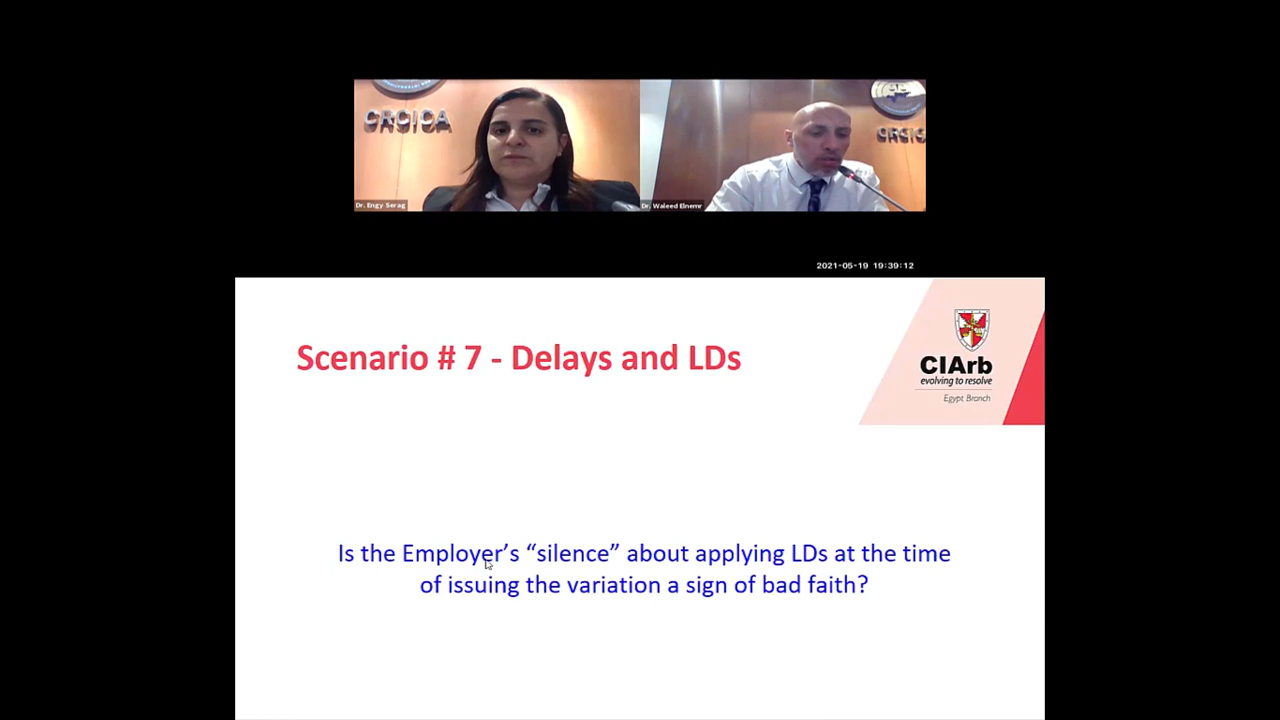 CRCICA
CRCICA
Dr. Engy Serag
Dr. Waleed Elnemr
2021-05-19 19:39:12
Scenario # 7 - Delays and LDs
CIArb
evolving to resolve
Egypt Branch
Is the Employer’s “silence” about applying LDs at the time
of issuing the variation a sign of bad faith?